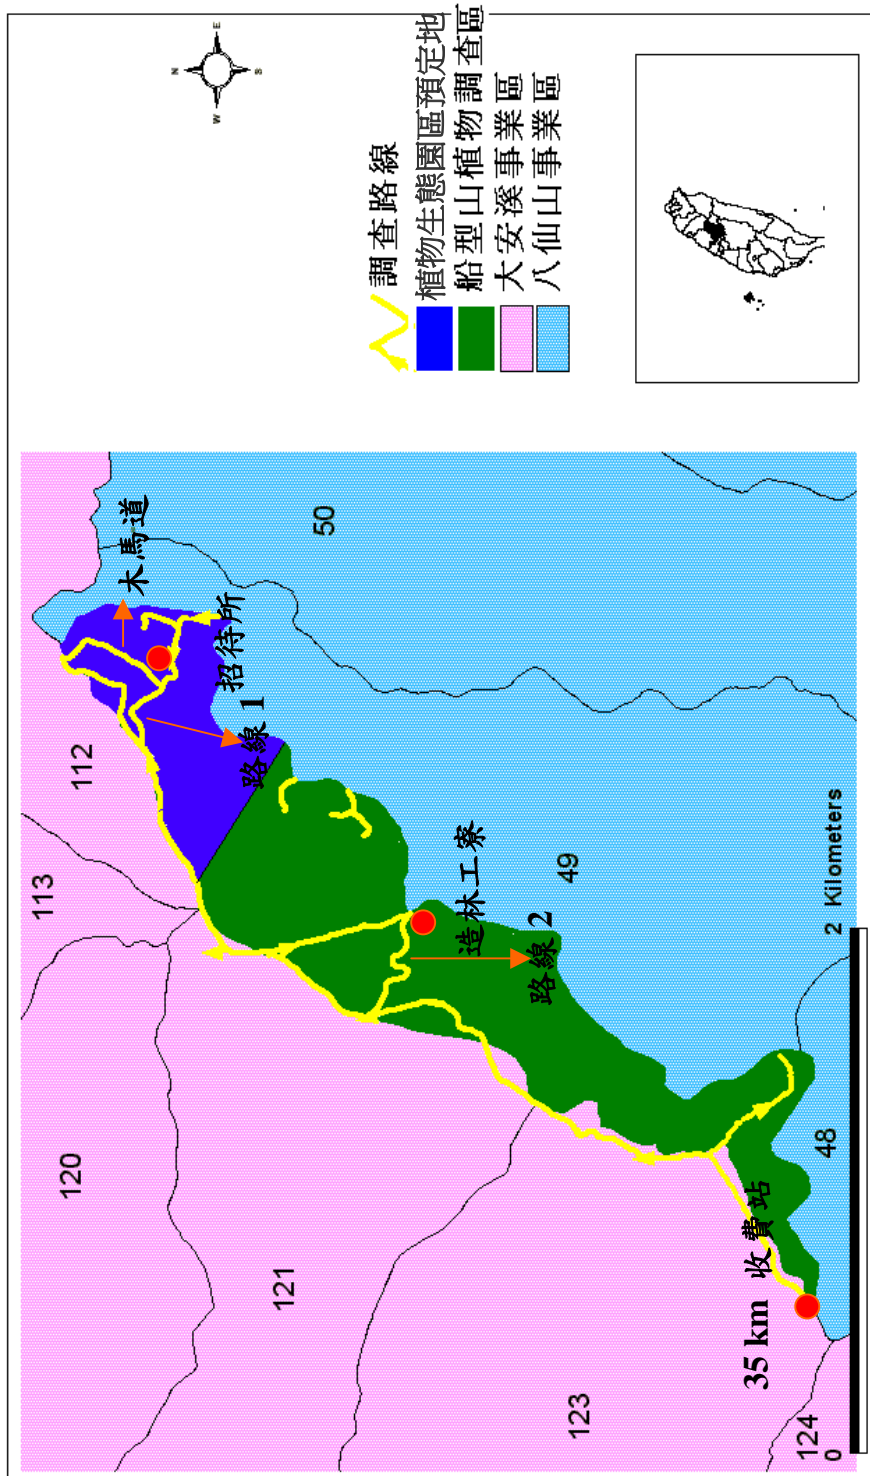 N
E
S
W
調查路線
植物生態園區預定地
船型山植物調查區
大安溪事業區
八仙山事業區
木馬道
招待所
路線 1
造林工寮
路線 2
35 km 收費站
112
113
120
121
123
124
50
49
48
0
2 Kilometers